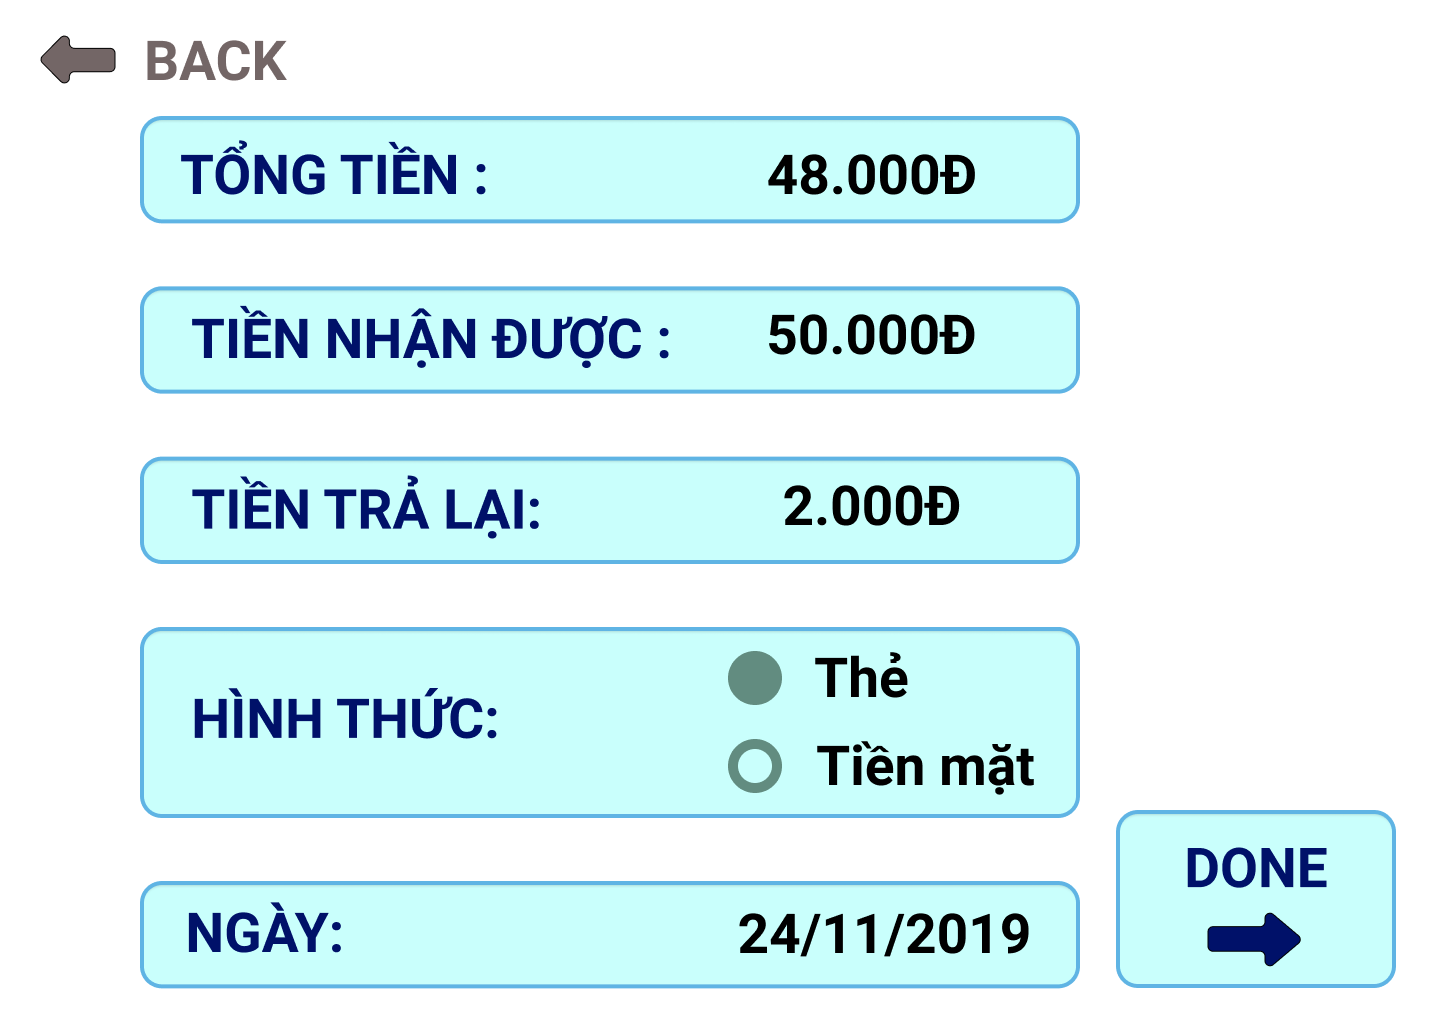 BACK
TỔNG TIỀN : 48.000Đ
TIỀN NHẬN ĐƯỢC : 50.000Đ
TIỀN TRẢ LẠI: 2.000Đ
HÌNH THỨC:
Thẻ
Tiền mặt
NGÀY: 24/11/2019
DONE